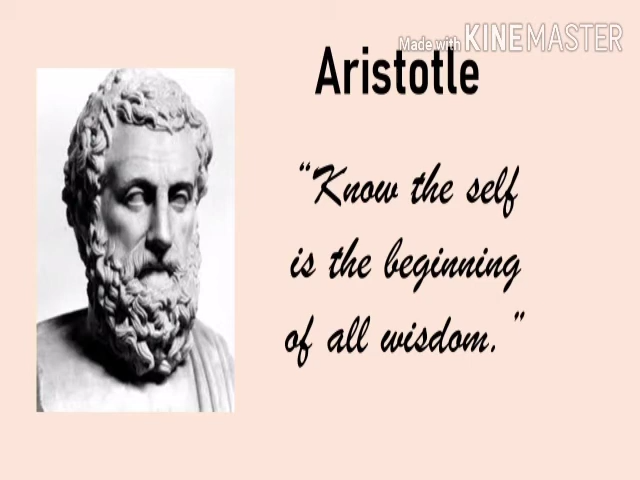 Made with KINEMASTER
Aristotle
“Know the self
is the beginning
of all wisdom.”